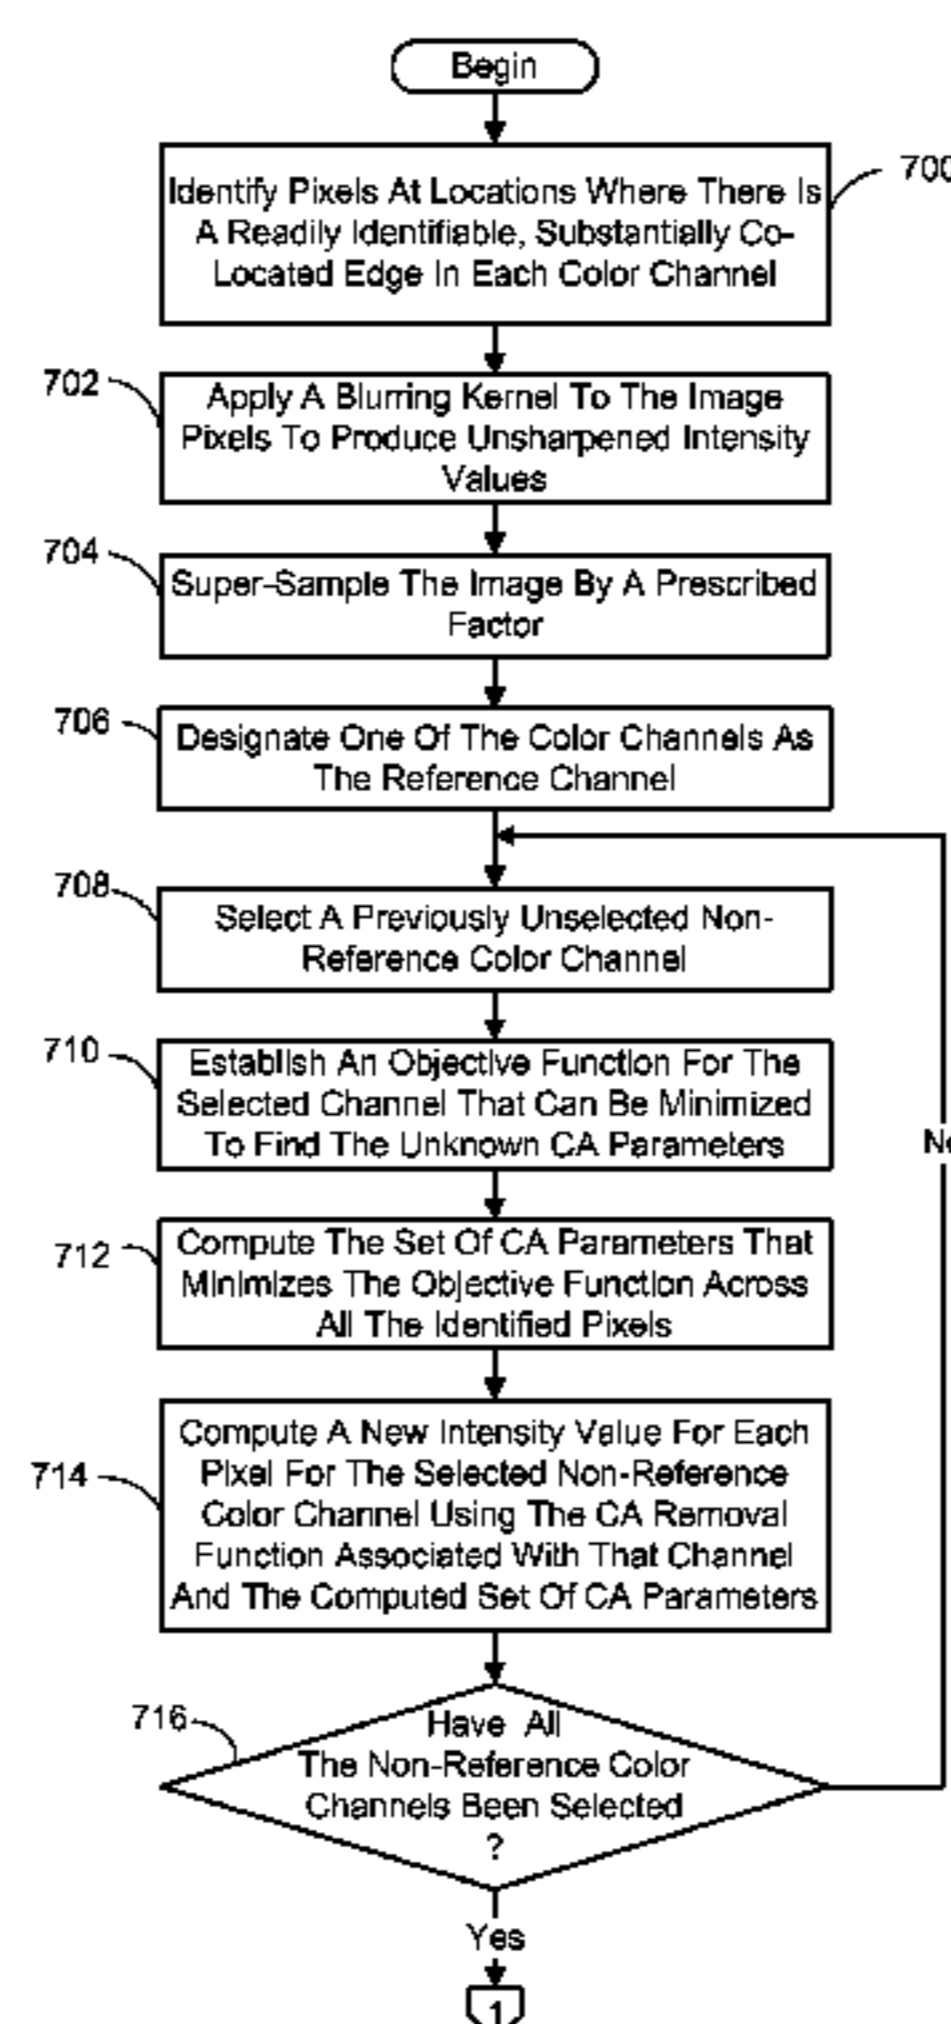 Begin
700
Identify Pixels At Locations Where There Is
A Readily Identifiable, Substantially Co-
Located Edge In Each Color Channel
702
Apply A Blurring Kernel To The Image
Pixels To Produce Unsharpened Intensity
Values
704
Super-Sample The Image By A Prescribed
Factor
706
Designate One Of The Color Channels As
The Reference Channel
708
Select A Previously Unselected Non-
Reference Color Channel
710
Establish An Objective Function For The
Selected Channel That Can Be Minimized
To Find The Unknown CA Parameters
No
712
Compute The Set Of CA Parameters That
Minimizes The Objective Function Across
All The Identified Pixels
714
Compute A New Intensity Value For Each
Pixel For The Selected Non-Reference
Color Channel Using The CA Removal
Function Associated With That Channel
And The Computed Set Of CA Parameters
716
Have All
The Non-Reference Color
Channels Been Selected
?
Yes
1